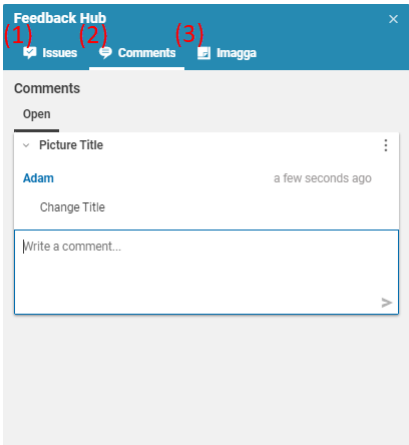 Feedback Hub
(1) Issues (2) Comments (3) Imagga
Comments
Open
Picture Title
Adam a few seconds ago
Change Title
Write a comment...